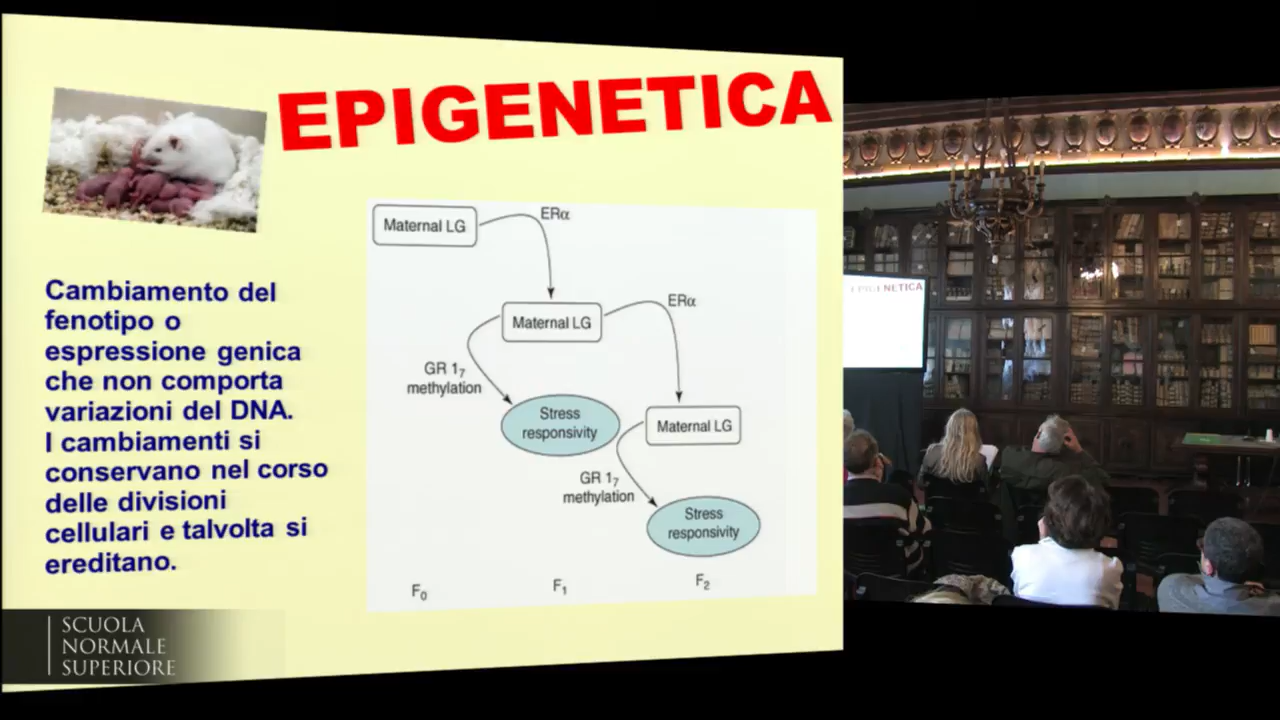 EPIGENETICA
Cambiamento del
fenotipo o
espressione genica
che non comporta
variazioni del DNA.
I cambiamenti si
conservano nel corso
delle divisioni
cellulari e talvolta si
ereditano.
Maternal LG
ERα
Maternal LG
ERα
GR 1₇
methylation
Stress
responsivity
Maternal LG
GR 1₇
methylation
Stress
responsivity
F₀
F₁
F₂
SCUOLA
NORMALE
SUPERIORE
EPIGENETICA